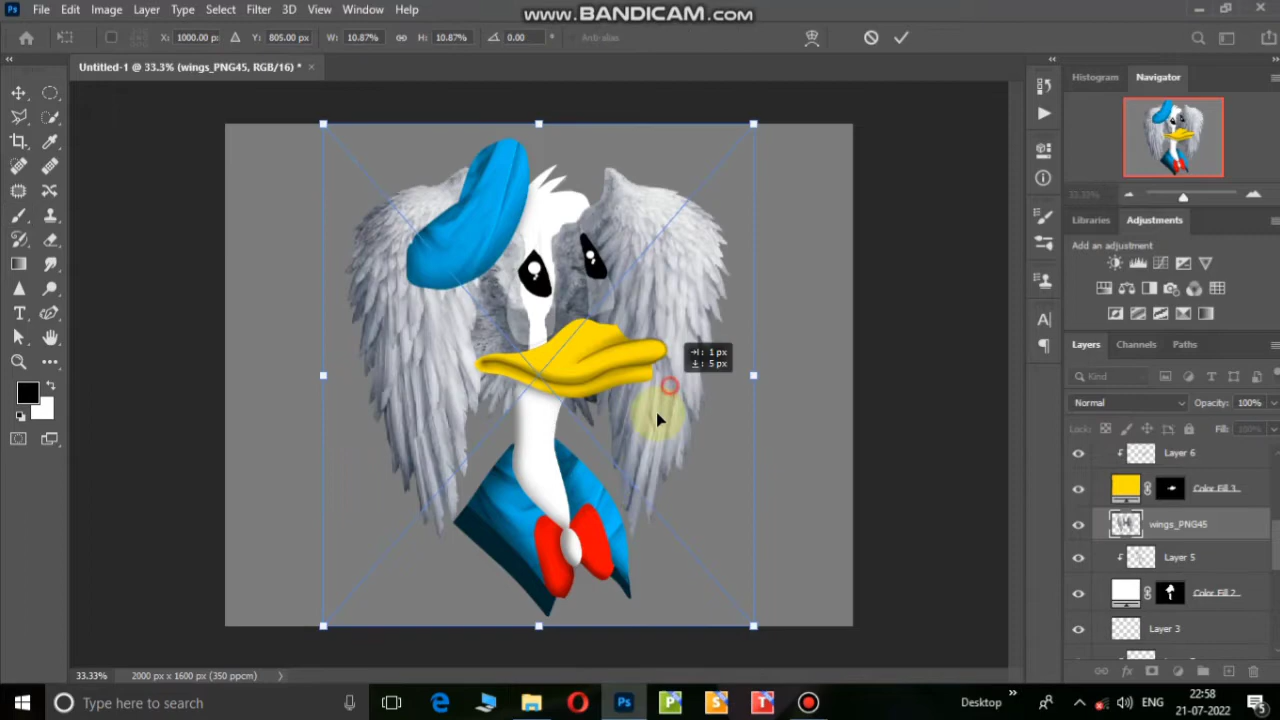 www.BANDICAM.com
File Edit Image Layer Type Select Filter 3D View Window Help
X: 1000.00 px Y: 805.00 px W: 10.87% H: 10.87% 0.00 ° Anti-alias
Untitled-1 @ 33.3% (wings_PNG45, RGB/16) * ×
Histogram Navigator
33.33%
Libraries Adjustments
Add an adjustment
Layers Channels Paths
Kind
Normal Opacity: 100%
Lock: Fill: 100%
Layer 6
Color Fill 3
wings_PNG45
Layer 5
Color Fill 2
Layer 3
→: 1 px
↓: 5 px
33.33% 2000 px x 1600 px (350 ppcm)
Type here to search
Desktop
ENG
22:58
21-07-2022
5